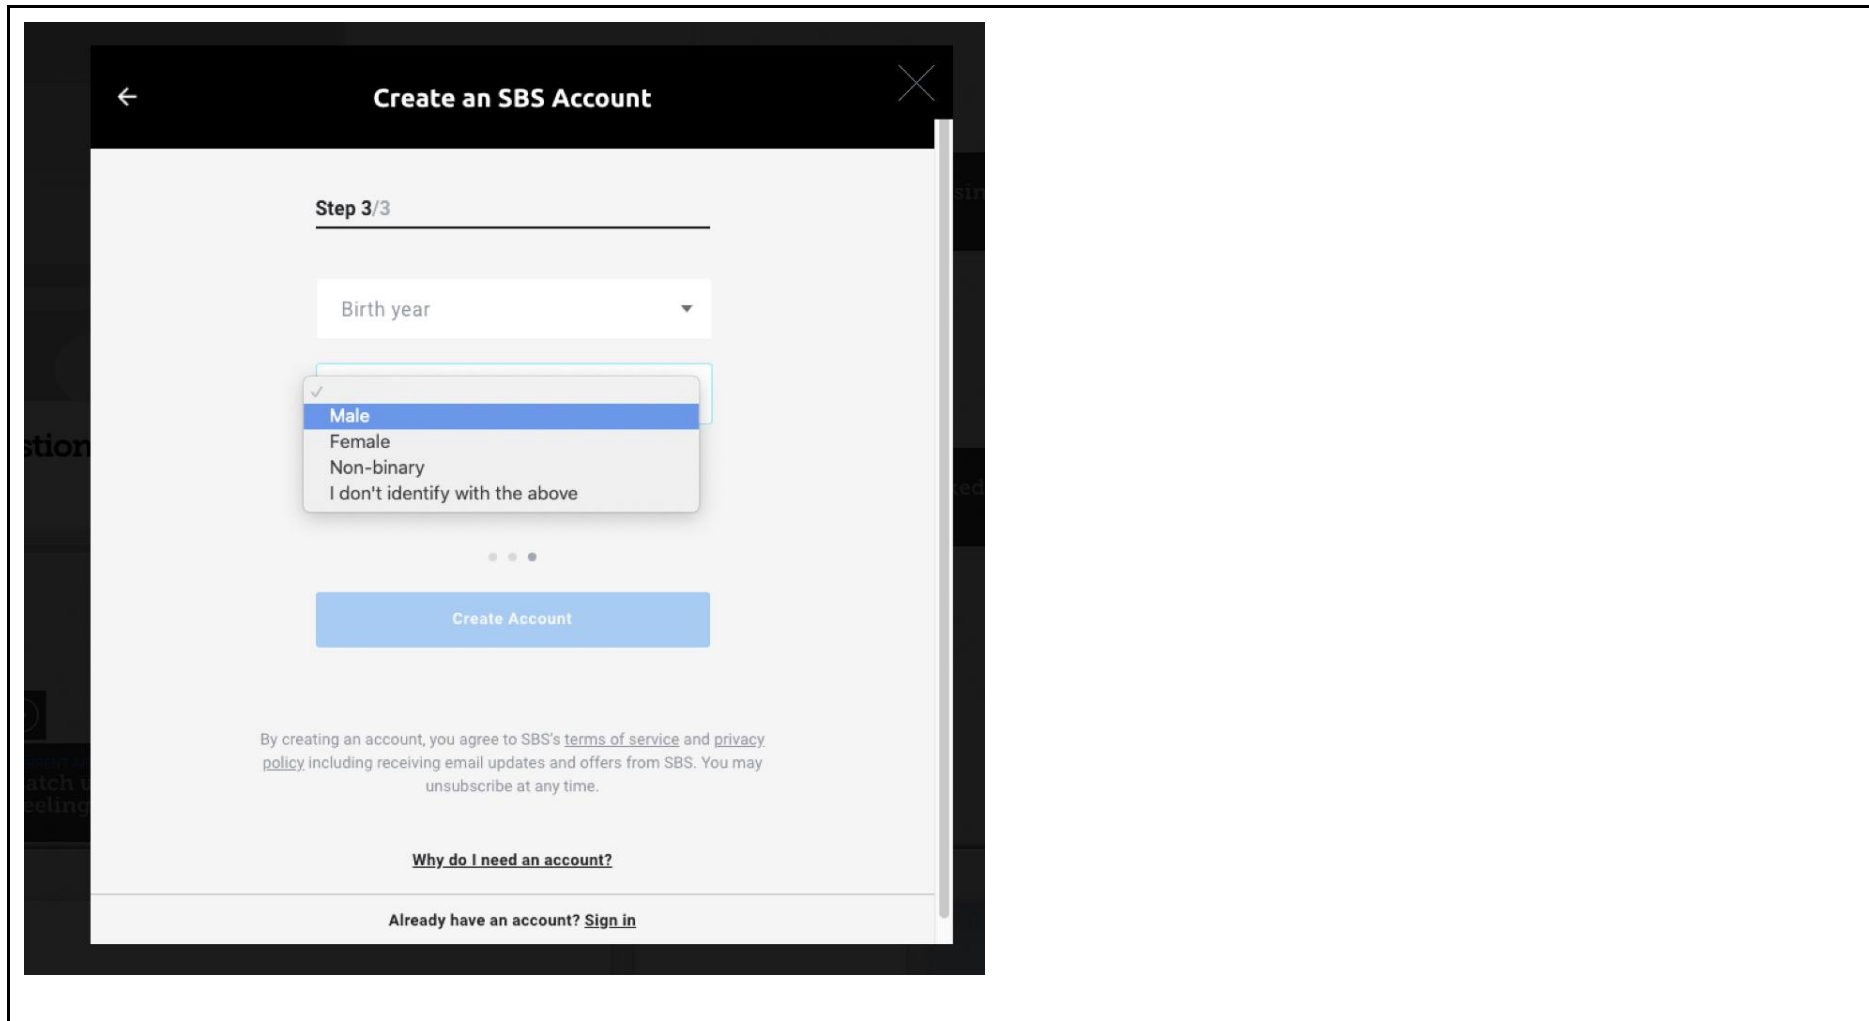 Create an SBS Account
Step 3/3
Birth year
Male
Female
Non-binary
I don't identify with the above
Create Account
By creating an account, you agree to SBS's terms of service and privacy
policy including receiving email updates and offers from SBS. You may
unsubscribe at any time.
Why do I need an account?
Already have an account? Sign in